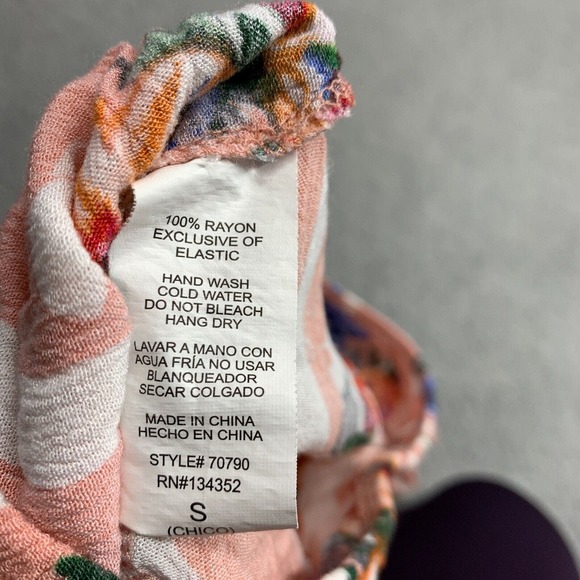 100% RAYON
EXCLUSIVE OF
ELASTIC
HAND WASH
COLD WATER
DO NOT BLEACH
HANG DRY
LAVAR A MANO CON
AGUA FRÍA NO USAR
BLANQUEADOR
SECAR COLGADO
MADE IN CHINA
HECHO EN CHINA
STYLE# 70790
RN#134352
S
(CHICO)